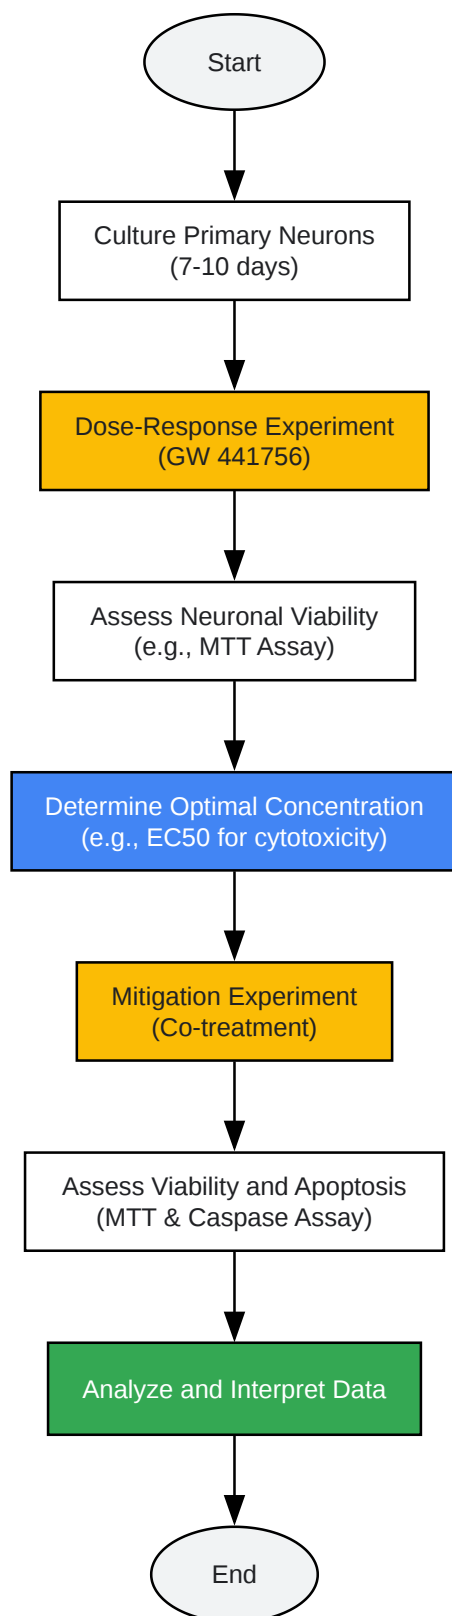 Start
Culture Primary Neurons
(7-10 days)
Dose-Response Experiment
(GW 441756)
Assess Neuronal Viability
(e.g., MTT Assay)
Determine Optimal Concentration
(e.g., EC50 for cytotoxicity)
Mitigation Experiment
(Co-treatment)
Assess Viability and Apoptosis
(MTT & Caspase Assay)
Analyze and Interpret Data
End